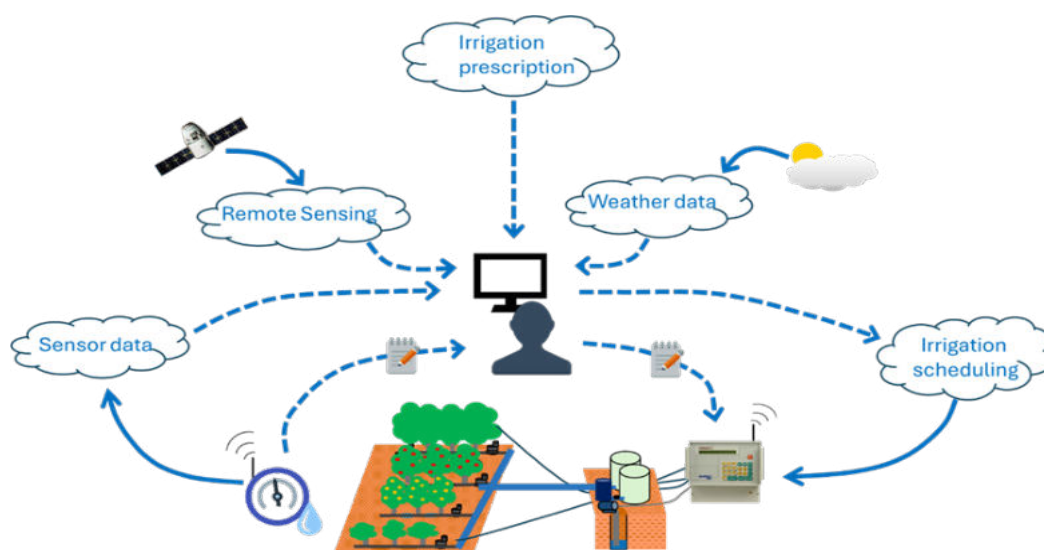 Irrigation
prescription
Remote Sensing
Weather data
Sensor data
Irrigation
scheduling